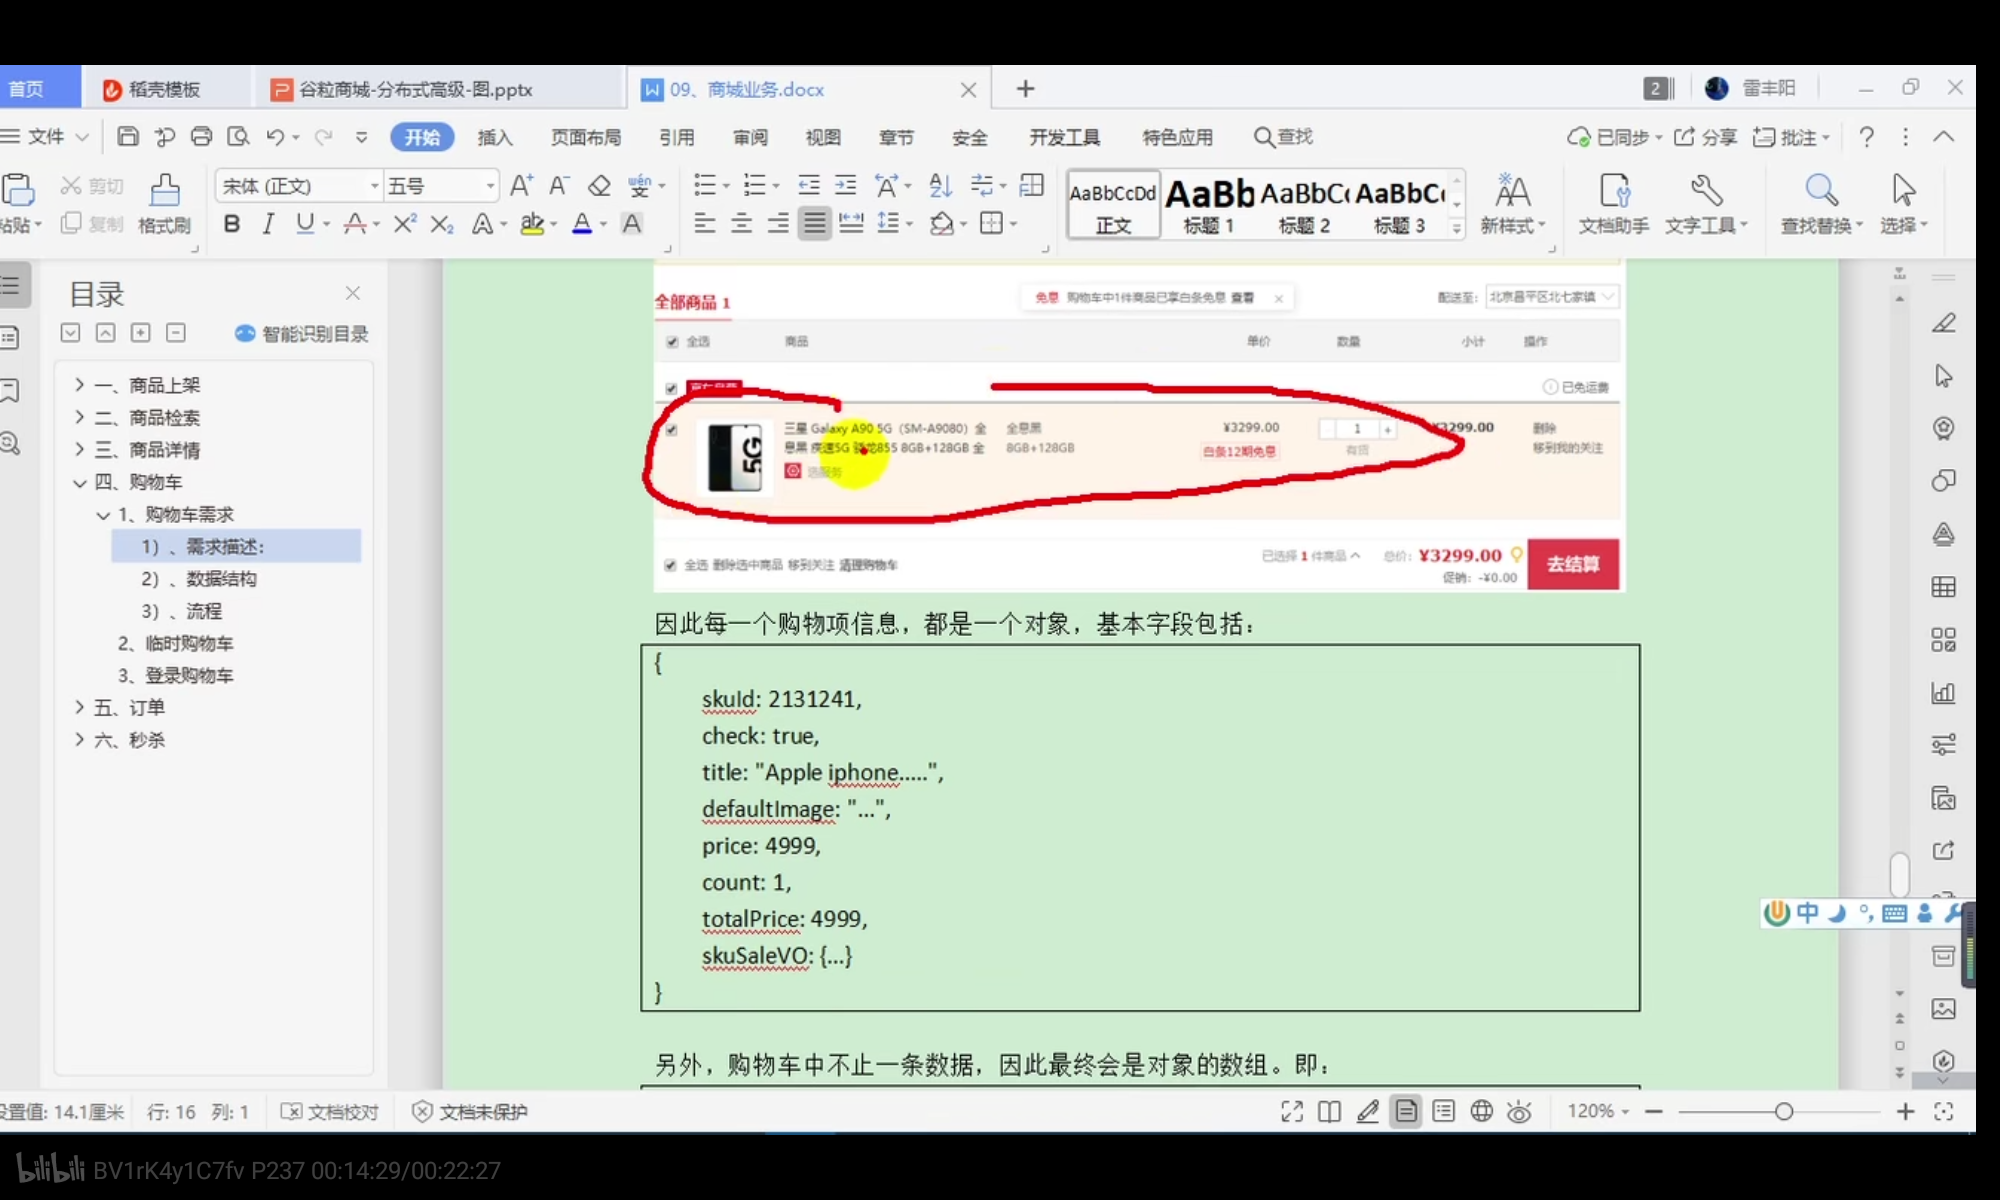 首页 稻壳模板 谷粒商城-分布式高级-图.pptx 09、商城业务.docx 2 雷丰阳
文件 开始 插入 页面布局 引用 审阅 视图 章节 安全 开发工具 特色应用 查找 已同步 分享 批注
剪切 宋体 (正文) 五号 AaBbCcDd AaBb AaBbC AaBbC
粘贴 复制 格式刷 正文 标题 1 标题 2 标题 3 新样式 文档助手 文字工具 查找替换 选择
目录
智能识别目录
一、商品上架
二、商品检索
三、商品详情
四、购物车
1、购物车需求
1）、需求描述：
2）、数据结构
3）、流程
2、临时购物车
3、登录购物车
五、订单
六、秒杀
全部商品 1 免息 购物车中1件商品已享白条免息 查看 配送至: 北京昌平区北七家镇
全选 商品 单价 数量 小计 操作
已免运费
三星 Galaxy A90 5G（SM-A9080）全 全息黑 ¥3299.00 1 + ¥3299.00 删除
息黑 疾速5G 骁龙855 8GB+128GB 全 8GB+128GB 白条12期免息 有货 移到我的关注
5G
选服务
全选 删除选中商品 移到关注 清理购物车 已选择 1 件商品 总价: ¥3299.00 去结算
促销: -¥0.00
因此每一个购物项信息，都是一个对象，基本字段包括：
{
skuId: 2131241,
check: true,
title: "Apple iphone.....",
defaultImage: "...",
price: 4999,
count: 1,
totalPrice: 4999,
skuSaleVO: {...}
}
另外，购物车中不止一条数据，因此最终会是对象的数组。即：
中
设置值: 14.1厘米 行: 16 列: 1 文档校对 文档未保护 120%
bilibili BV1rK4y1C7fv P237 00:14:29/00:22:27